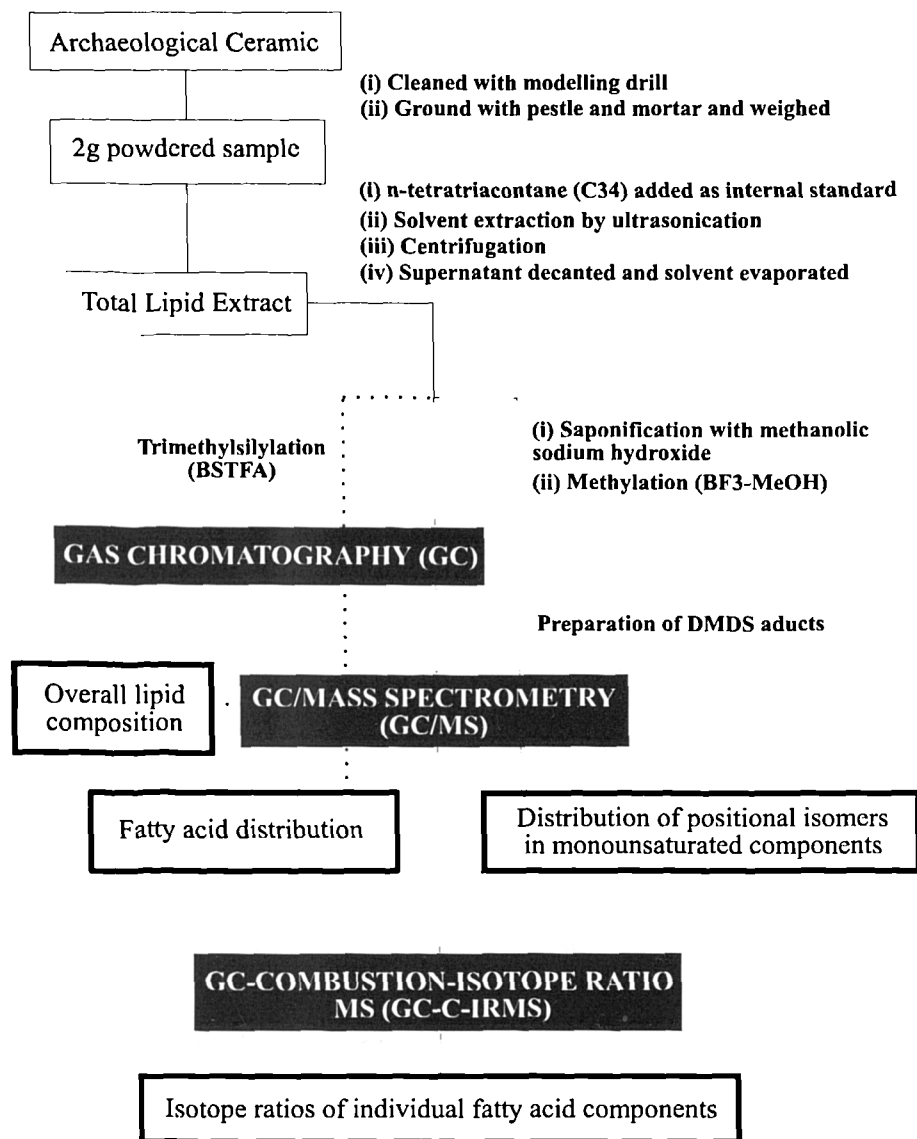 Archaeological Ceramic
(i) Cleaned with modelling drill
(ii) Ground with pestle and mortar and weighed
2g powdered sample
(i) n-tetratriacontane (C34) added as internal standard
(ii) Solvent extraction by ultrasonication
(iii) Centrifugation
(iv) Supernatant decanted and solvent evaporated
Total Lipid Extract
Trimethylsilylation
(BSTFA)
(i) Saponification with methanolic
sodium hydroxide
(ii) Methylation (BF3-MeOH)
GAS CHROMATOGRAPHY (GC)
Preparation of DMDS aducts
Overall lipid
composition
GC/MASS SPECTROMETRY
(GC/MS)
Fatty acid distribution
Distribution of positional isomers
in monounsaturated components
GC-COMBUSTION-ISOTOPE RATIO
MS (GC-C-IRMS)
Isotope ratios of individual fatty acid components